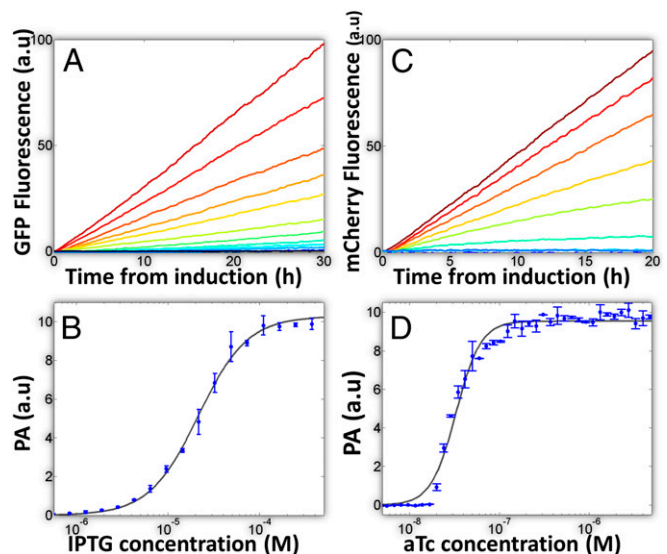 A
GFP Fluorescence (a.u)
100
50
0
0
10
20
30
Time from induction (h)
C
mCherry Fluorescence (a.u)
100
50
0
0
5
10
15
20
Time from induction (h)
B
PA (a.u)
10
8
6
4
2
0
10⁻⁶
10⁻⁵
10⁻⁴
IPTG concentration (M)
D
PA (a.u)
10
8
6
4
2
0
10⁻⁸
10⁻⁷
10⁻⁶
aTc concentration (M)